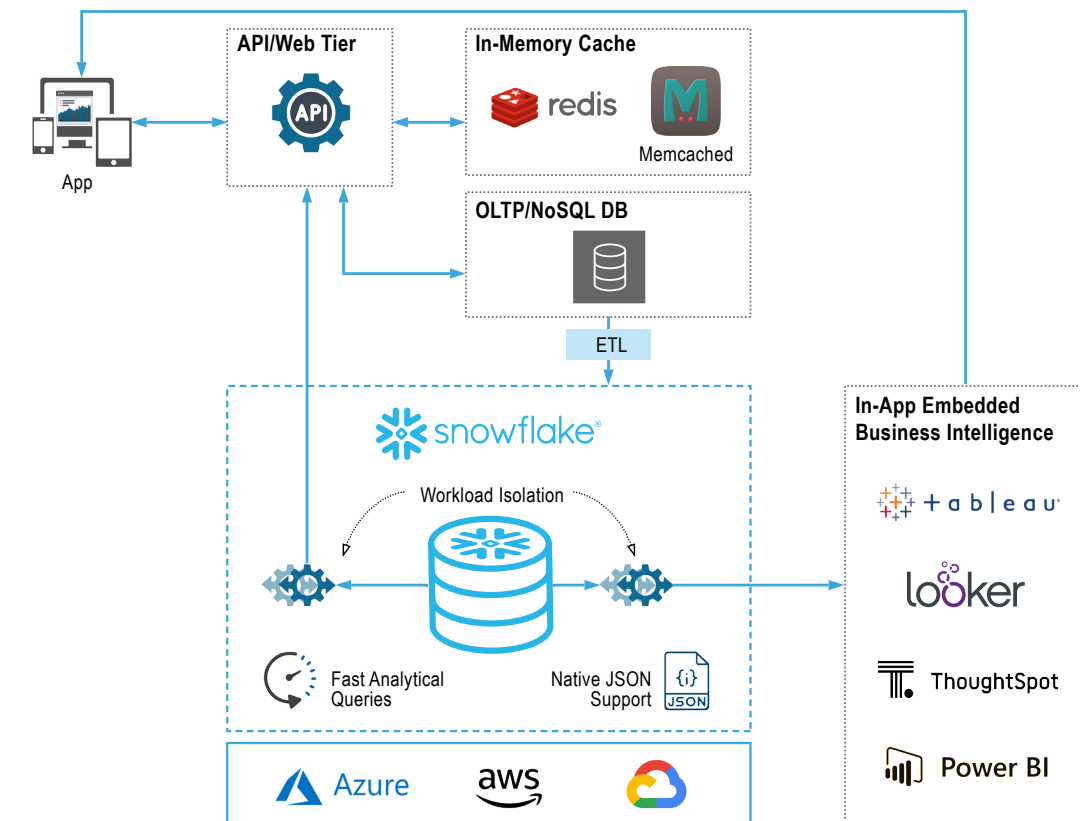 API/Web Tier
API
App
In-Memory Cache
redis
Memcached
OLTP/NoSQL DB
ETL
snowflake®
Workload Isolation
Fast Analytical
Queries
Native JSON
Support
{i}
JSON
In-App Embedded
Business Intelligence
+ableau
looker
ThoughtSpot
Power BI
Azure
aws